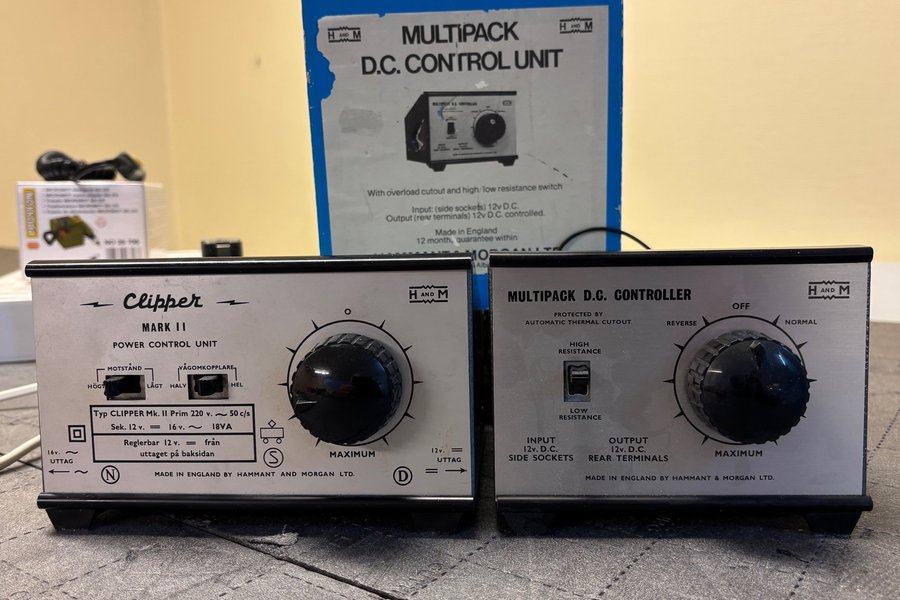 H AND M
H AND M
MULTIPACK
D.C. CONTROL UNIT
MULTIPACK D.C. CONTROLLER
With overload cutout and high/low resistance switch
Input: (side sockets) 12v D.C.
Output (rear terminals) 12v D.C. controlled.
Made in England
12 months guarantee within
MORGAN LT
Clipper
H AND M
MARK II
POWER CONTROL UNIT
O
MOTSTÅND
VÄGOMKOPPLARE
HÖGT
LÅGT
HALV
HEL
Typ CLIPPER Mk. II Prim 220 v. ~ 50 c/s
Sek. 12 v. = 16 v. ~ 18VA
Reglerbar 12 v. = från
uttaget på baksidan
MAXIMUM
16v. ~
UTTAG
N
S
D
12v. =
UTTAG
MADE IN ENGLAND BY HAMMANT AND MORGAN LTD.
MULTIPACK D.C. CONTROLLER
H AND M
PROTECTED BY
AUTOMATIC THERMAL CUTOUT
OFF
REVERSE
NORMAL
HIGH
RESISTANCE
LOW
RESISTANCE
INPUT
12v. D.C.
SIDE SOCKETS
OUTPUT
12v. D.C.
REAR TERMINALS
MAXIMUM
MADE IN ENGLAND BY HAMMANT & MORGAN LTD.